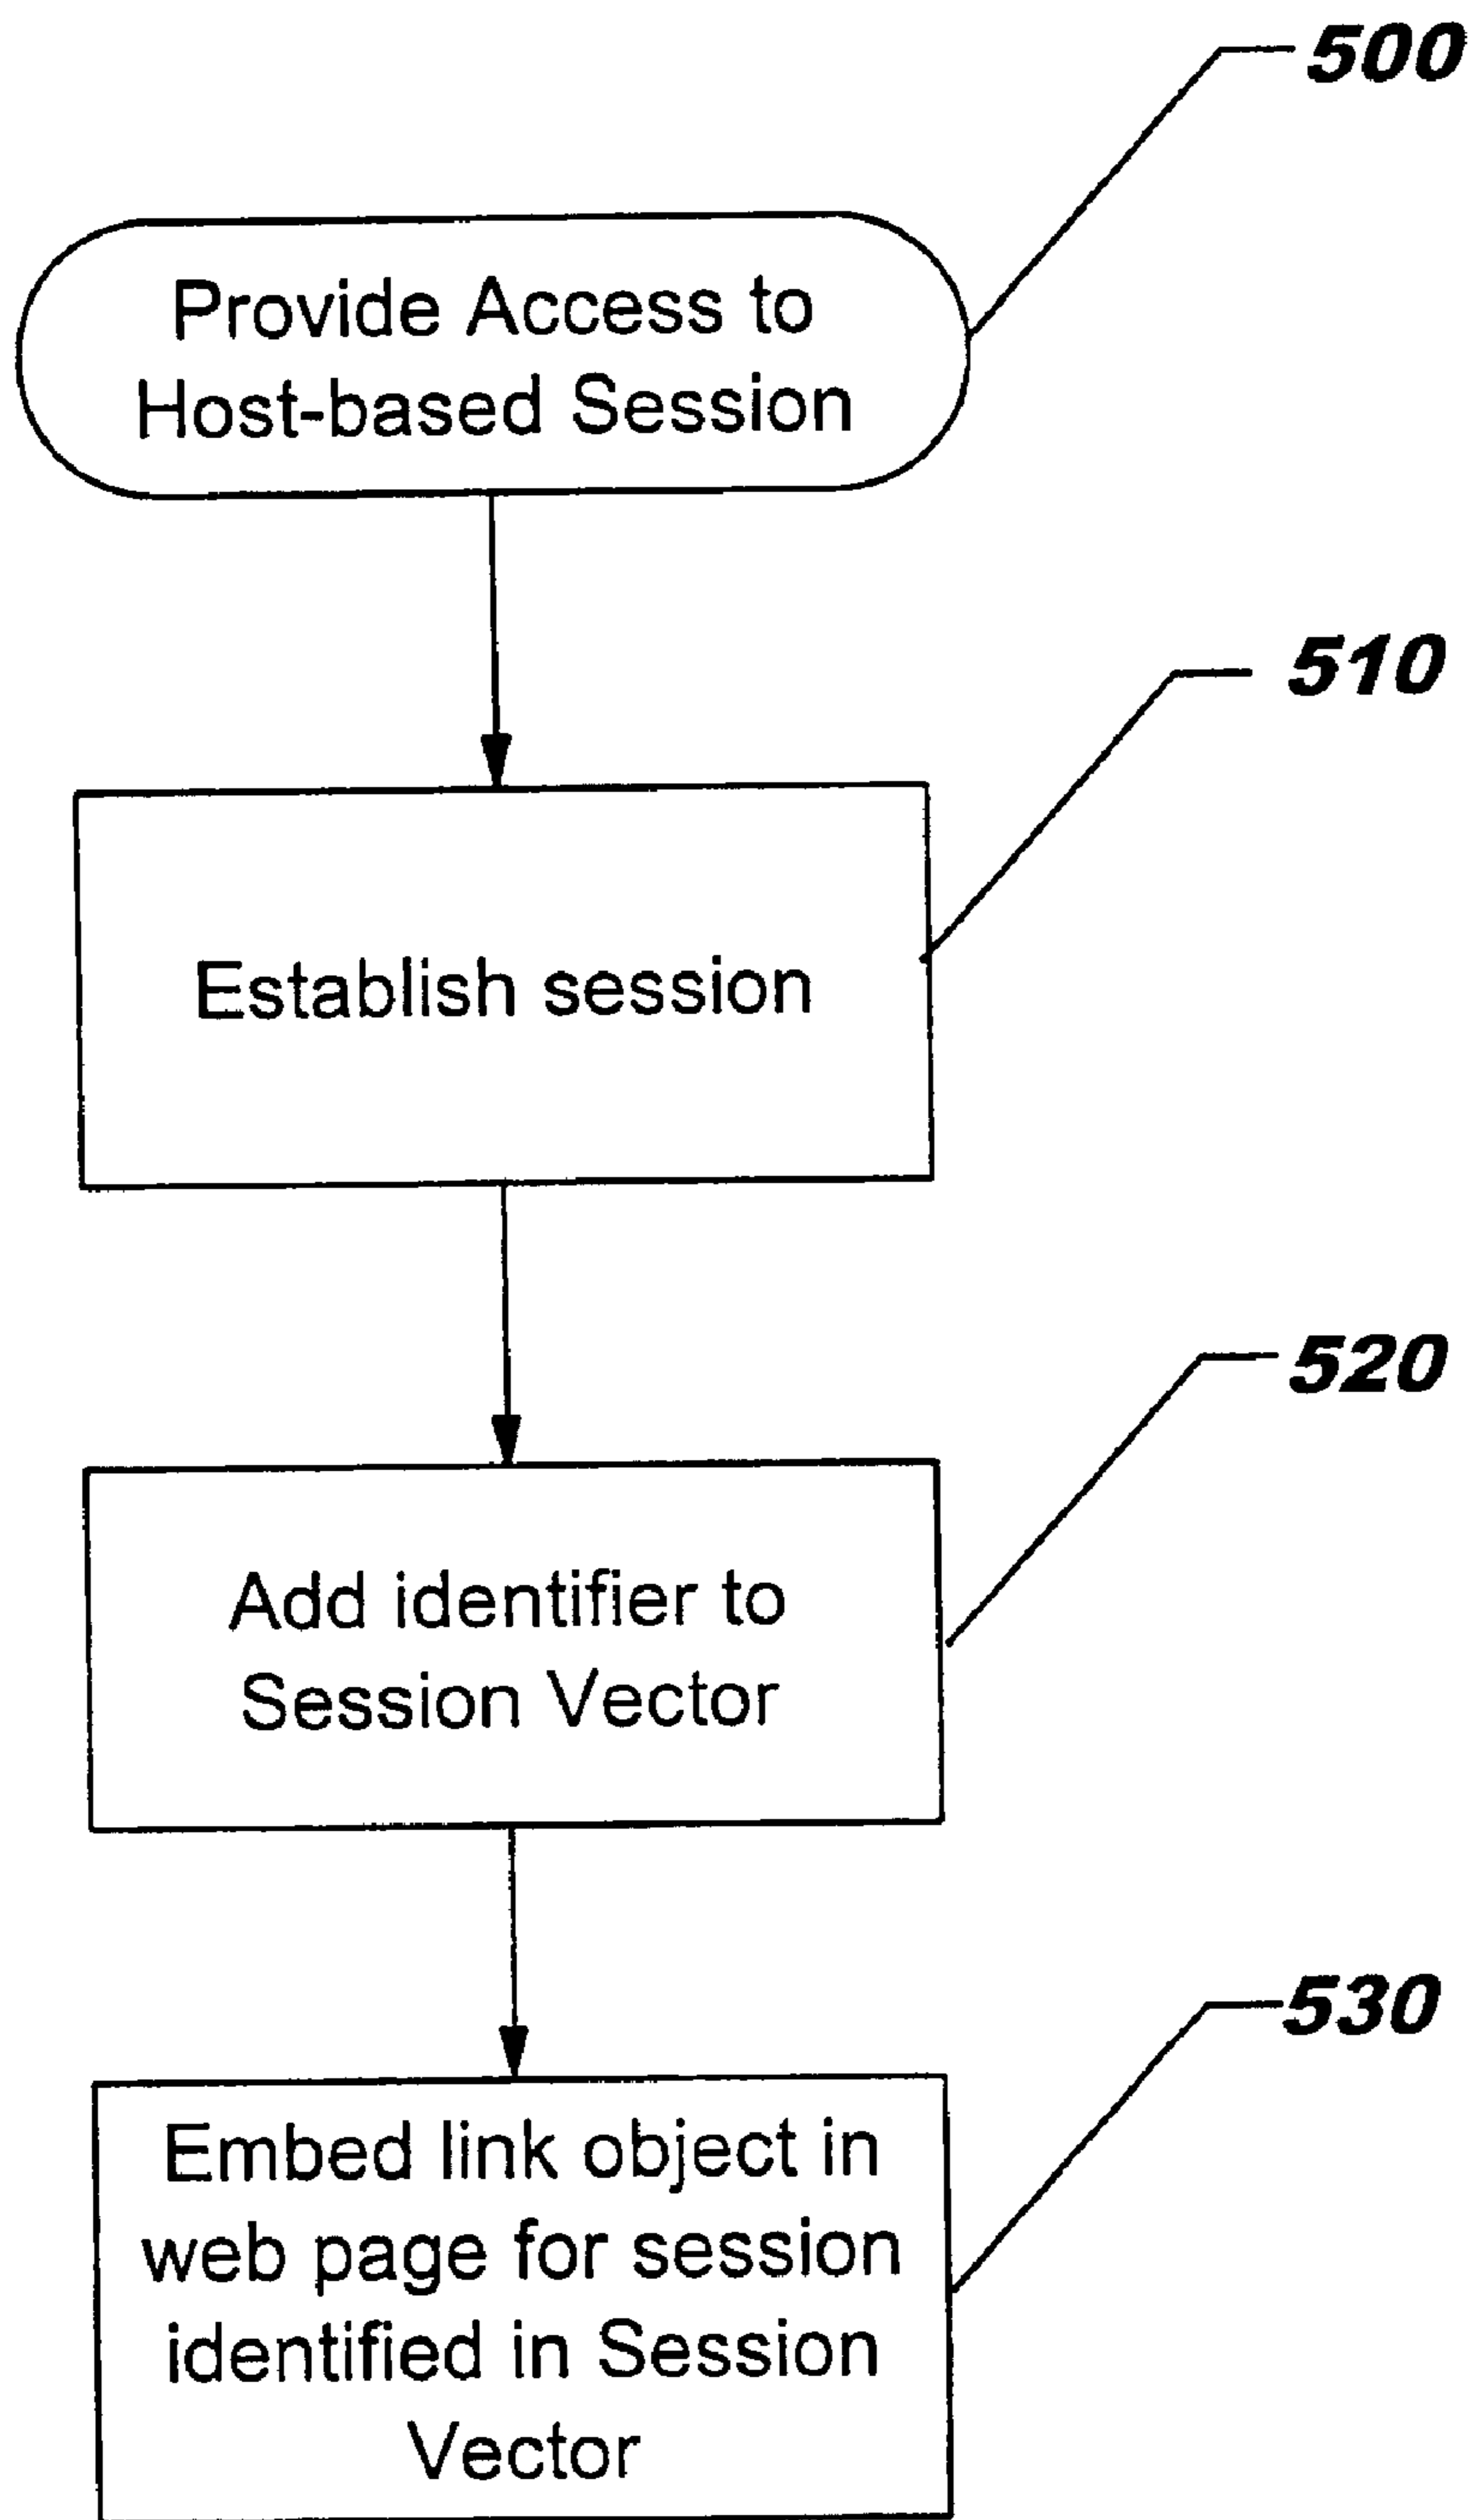 500
Provide Access to
Host-based Session
510
Establish session
520
Add identifier to
Session Vector
530
Embed link object in
web page for session
identified in Session
Vector